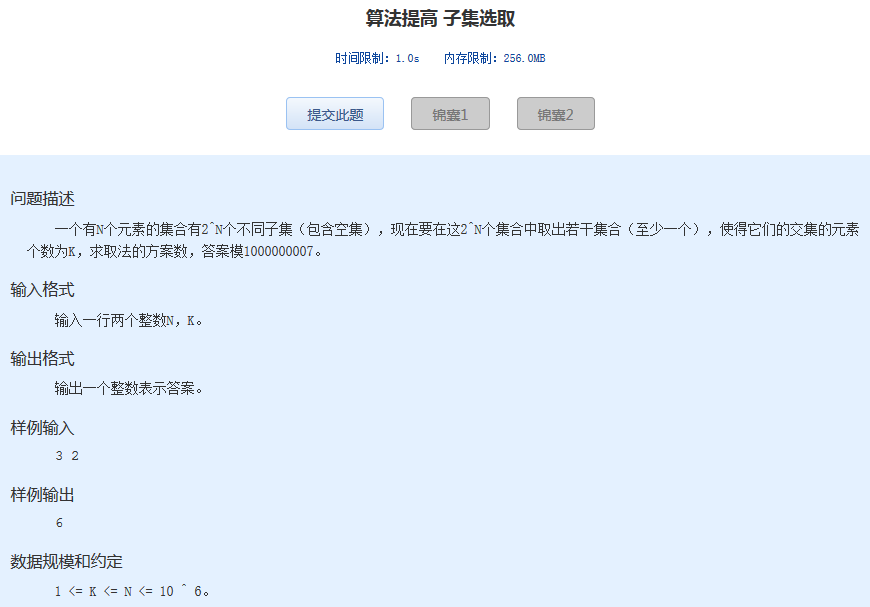 算法提高 子集选取
时间限制：1.0s 内存限制：256.0MB
提交此题 锦囊1 锦囊2
问题描述
一个有N个元素的集合有2^N个不同子集（包含空集），现在要在这2^N个集合中取出若干集合（至少一个），使得它们的交集的元素
个数为K，求取法的方案数，答案模1000000007。
输入格式
输入一行两个整数N，K。
输出格式
输出一个整数表示答案。
样例输入
3 2
样例输出
6
数据规模和约定
1 <= K <= N <= 10 ^ 6。